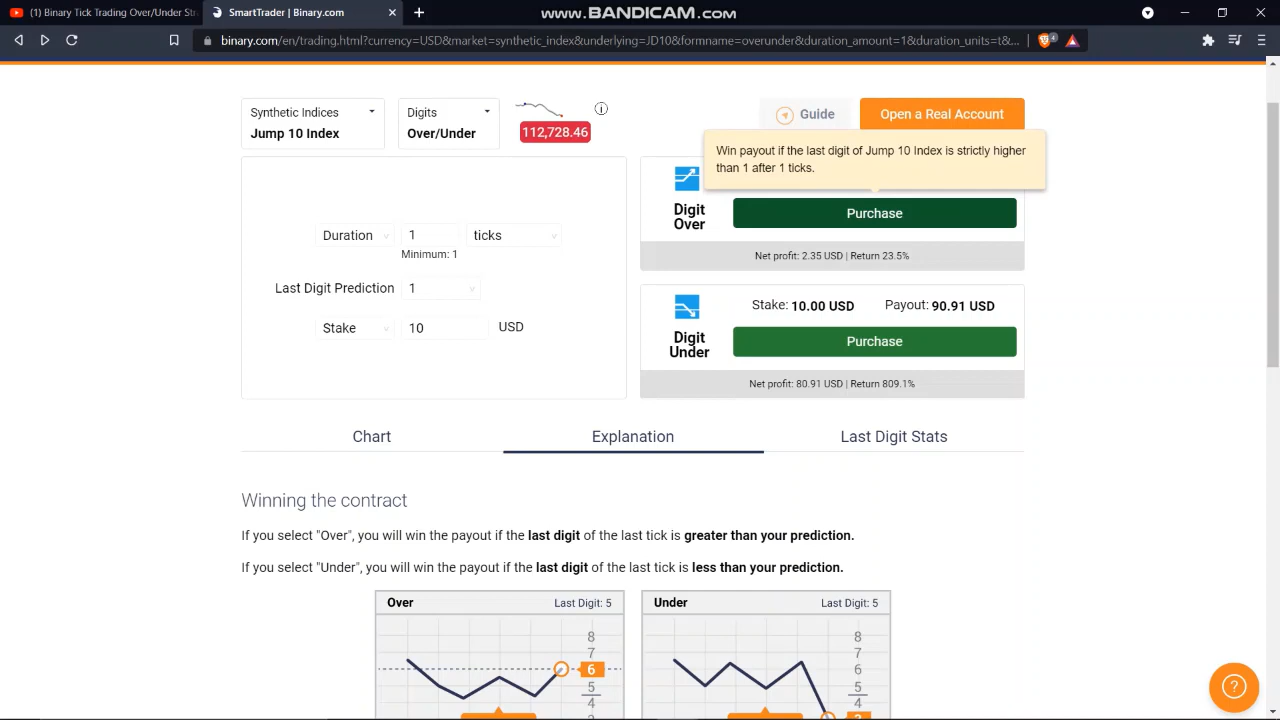 (1) Binary Tick Trading Over/Under Str
SmartTrader | Binary.com
www.BANDICAM.com
binary.com/en/trading.html?currency=USD&market=synthetic_index&underlying=JD10&formname=overunder&duration_amount=1&duration_units=t&...
4
Synthetic Indices
Jump 10 Index
Digits
Over/Under
112,728.46
Guide
Open a Real Account
Win payout if the last digit of Jump 10 Index is strictly higher
than 1 after 1 ticks.
Digit
Over
Purchase
Net profit: 2.35 USD | Return 23.5%
Duration 1 ticks
Minimum: 1
Last Digit Prediction 1
Stake 10 USD
Stake: 10.00 USD Payout: 90.91 USD
Digit
Under
Purchase
Net profit: 80.91 USD | Return 809.1%
Chart
Explanation
Last Digit Stats
Winning the contract
If you select "Over", you will win the payout if the last digit of the last tick is greater than your prediction.
If you select "Under", you will win the payout if the last digit of the last tick is less than your prediction.
Over Last Digit: 5
8
7
6
5
4
Under Last Digit: 5
8
7
6
5
4